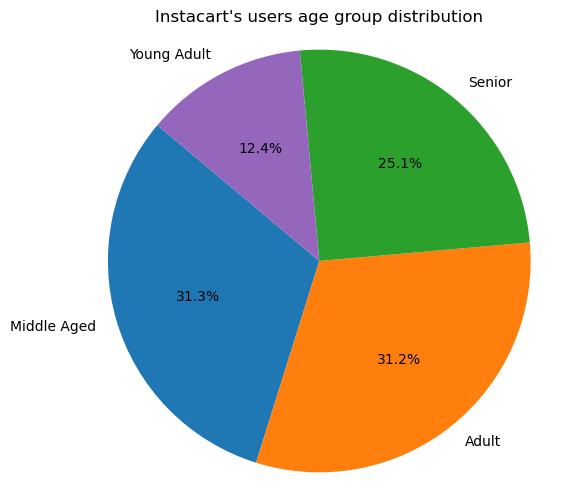 Instacart's users age group distribution
Young Adult
Senior
12.4%
25.1%
31.3%
Middle Aged
31.2%
Adult